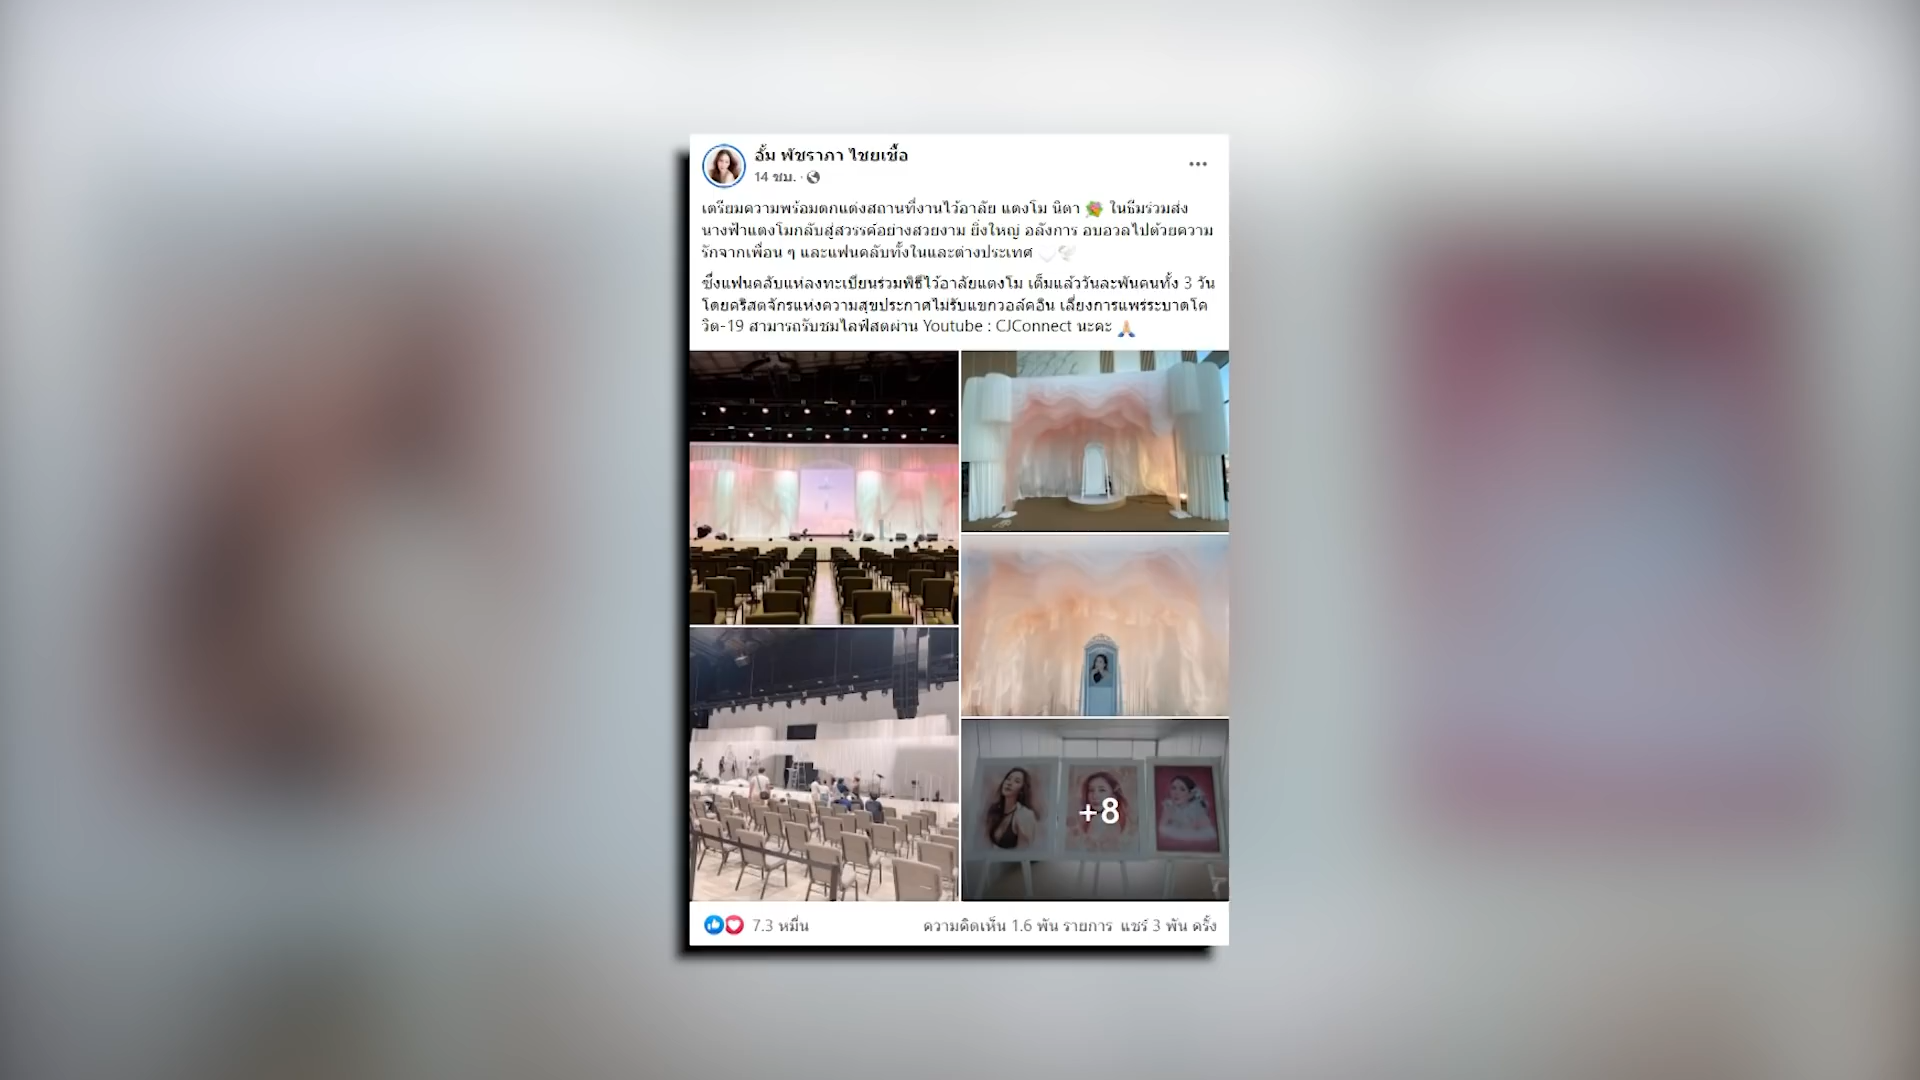 อั้ม พัชราภา ไชยเชื้อ
14 ชม. ·
เตรียมความพร้อมตกแต่งสถานที่งานไว้อาลัย แตงโม นิดา 💐 ในธีมร่วมส่ง
นางฟ้าแตงโมกลับสู่สวรรค์อย่างสวยงาม ยิ่งใหญ่ อลังการ อบอวลไปด้วยความ
รักจากเพื่อน ๆ และแฟนคลับทั้งในและต่างประเทศ 🤍🕊️
ซึ่งแฟนคลับแห่ลงทะเบียนร่วมพิธีไว้อาลัยแตงโม เต็มแล้ววันละพันคนทั้ง 3 วัน
โดยคริสตจักรแห่งความสุขประกาศไม่รับแขกวอล์คอิน เลี่ยงการแพร่ระบาดโค
วิด-19 สามารถรับชมไลฟ์สดผ่าน Youtube : CJConnect นะคะ 🙏
+8
7.3 หมื่น ความคิดเห็น 1.6 พัน รายการ แชร์ 3 พัน ครั้ง